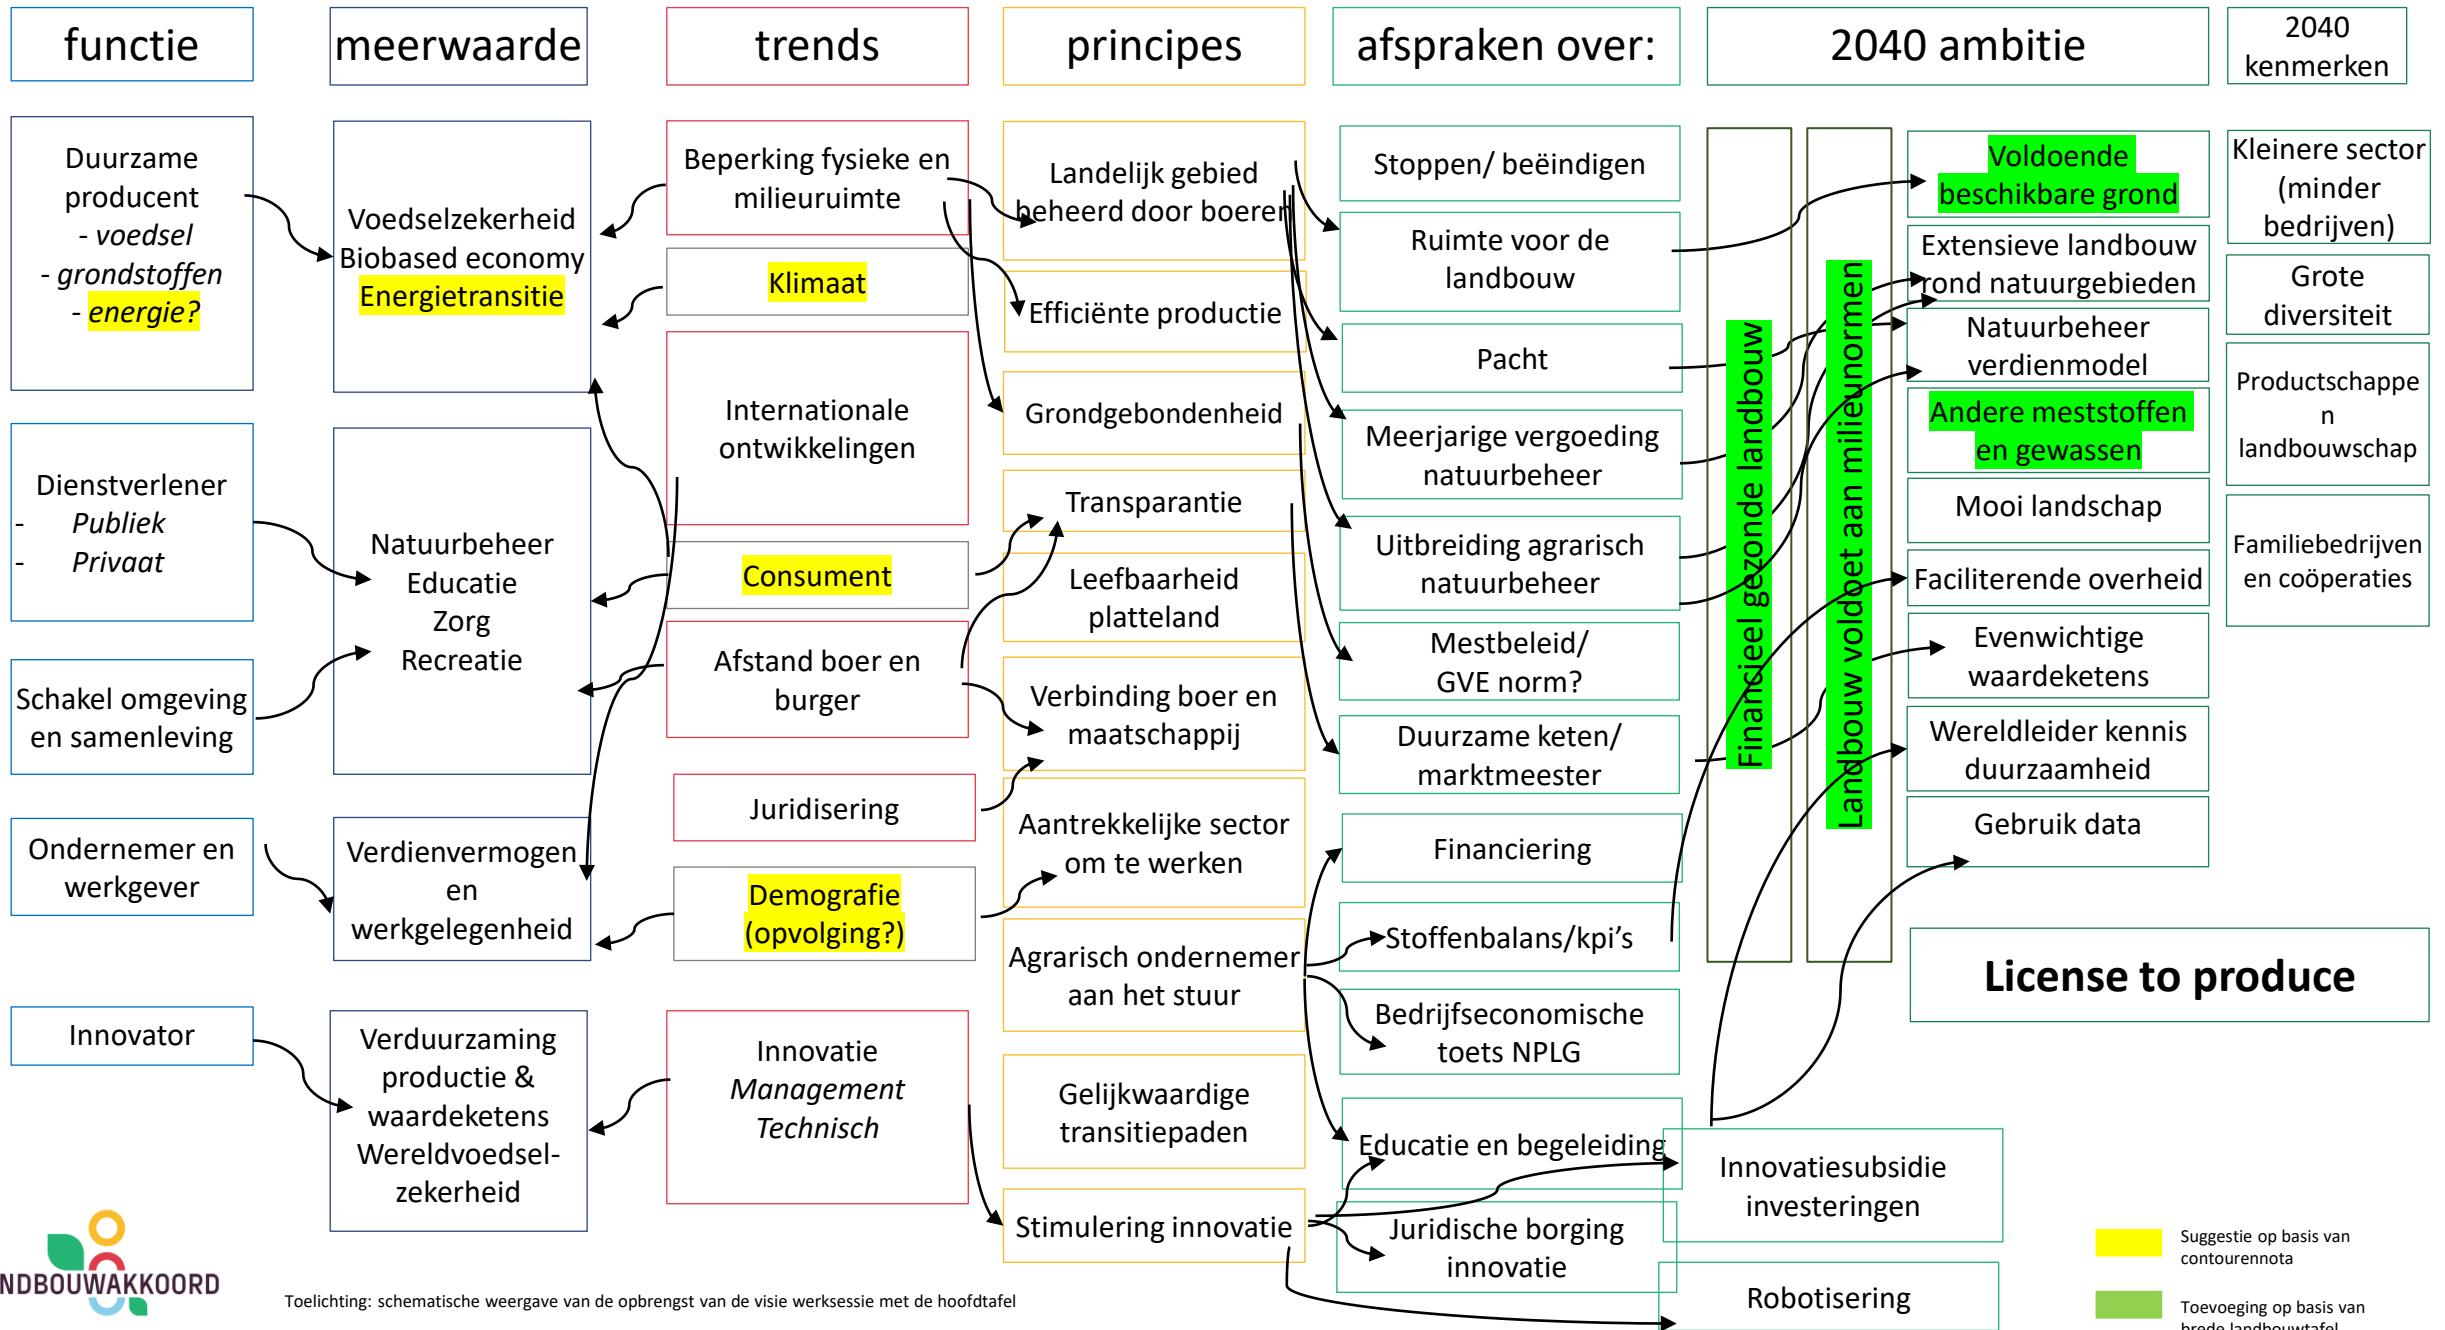 functie
meerwaarde
trends
principes
afspraken over:
2040 ambitie
2040
kenmerken
Duurzame
producent
- voedsel
- grondstoffen
- energie?
Dienstverlener
- Publiek
- Privaat
Schakel omgeving
en samenleving
Ondernemer en
werkgever
Innovator
Voedselzekerheid
Biobased economy
Energietransitie
Natuurbeheer
Educatie
Zorg
Recreatie
Verdienvermogen
en
werkgelegenheid
Verduurzaming
productie &
waardeketens
Wereldvoedsel-
zekerheid
Beperking fysieke en
milieuruimte
Klimaat
Internationale
ontwikkelingen
Consument
Afstand boer en
burger
Juridisering
Demografie
(opvolging?)
Innovatie
Management
Technisch
Landelijk gebied
beheerd door boeren
Efficiënte productie
Grondgebondenheid
Transparantie
Leefbaarheid
platteland
Verbinding boer en
maatschappij
Aantrekkelijke sector
om te werken
Agrarisch ondernemer
aan het stuur
Gelijkwaardige
transitiepaden
Stimulering innovatie
Stoppen/ beëindigen
Ruimte voor de
landbouw
Pacht
Meerjarige vergoeding
natuurbeheer
Uitbreiding agrarisch
natuurbeheer
Mestbeleid/
GVE norm?
Duurzame keten/
marktmeester
Financiering
Stoffenbalans/kpi's
Bedrijfseconomische
toets NPLG
Educatie en begeleiding
Juridische borging
innovatie
Innovatiesubsidie
investeringen
Robotisering
Financieel gezonde landbouw
Landbouw voldoet aan milieunormen
Voldoende
beschikbare grond
Extensieve landbouw
rond natuurgebieden
Natuurbeheer
verdienmodel
Andere meststoffen
en gewassen
Mooi landschap
Faciliterende overheid
Evenwichtige
waardeketens
Wereldleider kennis
duurzaamheid
Gebruik data
Kleinere sector
(minder
bedrijven)
Grote
diversiteit
Productschappe
n
landbouwschap
Familiebedrijven
en coöperaties
License to produce
NDBOUWAKKOORD
Toelichting: schematische weergave van de opbrengst van de visie werksessie met de hoofdtafel
Suggestie op basis van
contourennota
Toevoeging op basis van
brede landbouwtafel